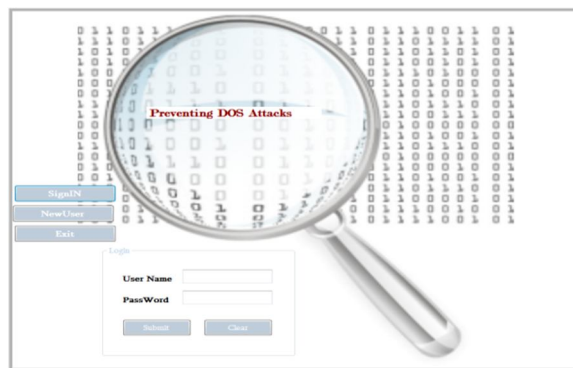 Preventing DOS Attacks
SignIN
NewUser
Exit
Login
User Name
PassWord
Submit
Clear